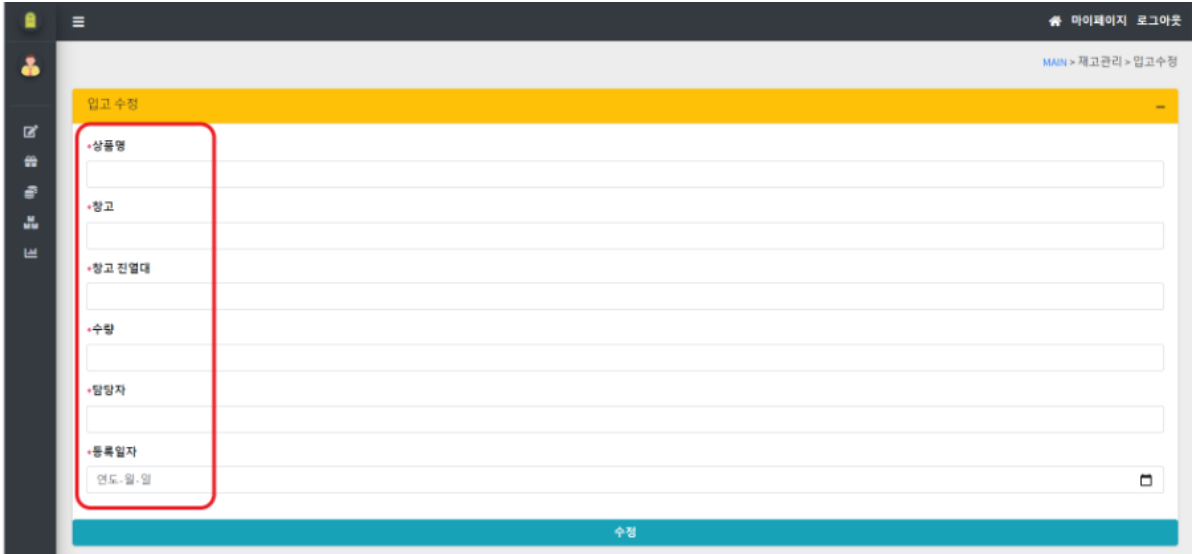 마이페이지 로그아웃
MAIN > 재고관리 > 입고수정
입고 수정
*상품명
*창고
*창고 진열대
*수량
*담당자
*등록일자
연도-월-일
수정